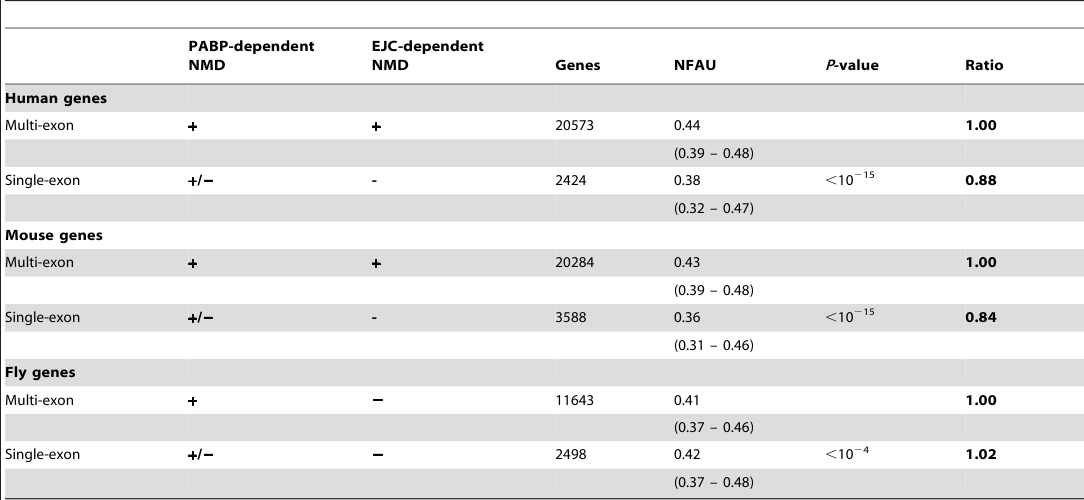 PABP-dependent NMD EJC-dependent NMD Genes NFAU P-value Ratio
Human genes
Multi-exon + + 20573 0.44 1.00
(0.39 – 0.48)
Single-exon +/− - 2424 0.38 <10−15 0.88
(0.32 – 0.47)
Mouse genes
Multi-exon + + 20284 0.43 1.00
(0.39 – 0.48)
Single-exon +/− - 3588 0.36 <10−15 0.84
(0.31 – 0.46)
Fly genes
Multi-exon + − 11643 0.41 1.00
(0.37 – 0.46)
Single-exon +/− − 2498 0.42 <10−4 1.02
(0.37 – 0.48)